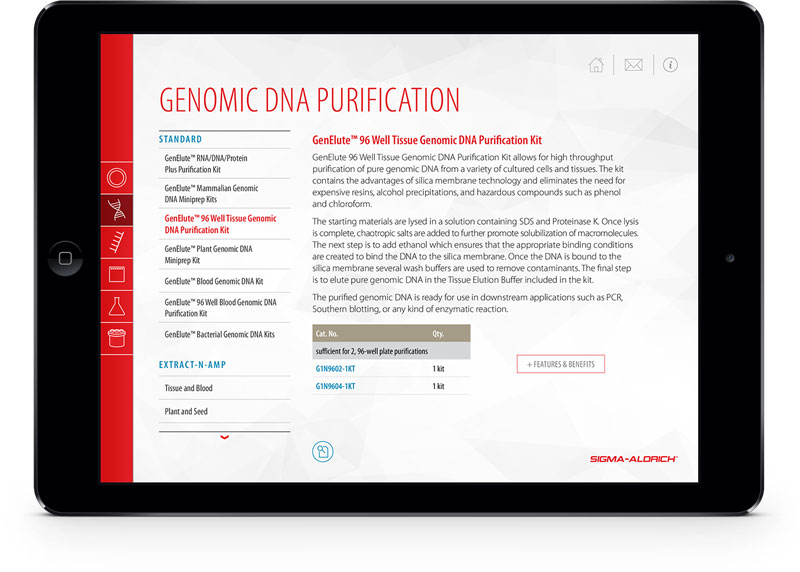 GENOMIC DNA PURIFICATION
STANDARD
GenElute™ RNA/DNA/Protein
Plus Purification Kit
GenElute™ Mammalian Genomic
DNA Miniprep Kits
GenElute™ 96 Well Tissue Genomic
DNA Purification Kit
GenElute™ Plant Genomic DNA
Miniprep Kit
GenElute™ Blood Genomic DNA Kit
GenElute™ 96 Well Blood Genomic DNA
Purification Kit
GenElute™ Bacterial Genomic DNA Kits
EXTRACT-N-AMP
Tissue and Blood
Plant and Seed
GenElute™ 96 Well Tissue Genomic DNA Purification Kit
GenElute 96 Well Tissue Genomic DNA Purification Kit allows for high throughput
purification of pure genomic DNA from a variety of cultured cells and tissues. The kit
contains the advantages of silica membrane technology and eliminates the need for
expensive resins, alcohol precipitations, and hazardous compounds such as phenol
and chloroform.
The starting materials are lysed in a solution containing SDS and Proteinase K. Once lysis
is complete, chaotropic salts are added to further promote solubilization of macromolecules.
The next step is to add ethanol which ensures that the appropriate binding conditions
are created to bind the DNA to the silica membrane. Once the DNA is bound to the
silica membrane several wash buffers are used to remove contaminants. The final step
is to elute pure genomic DNA in the Tissue Elution Buffer included in the kit.
The purified genomic DNA is ready for use in downstream applications such as PCR,
Southern blotting, or any kind of enzymatic reaction.
Cat. No. Qty.
sufficient for 2, 96-well plate purifications
G1N9602-1KT 1 kit
G1N9604-1KT 1 kit
+ FEATURES & BENEFITS
SIGMA-ALDRICH™